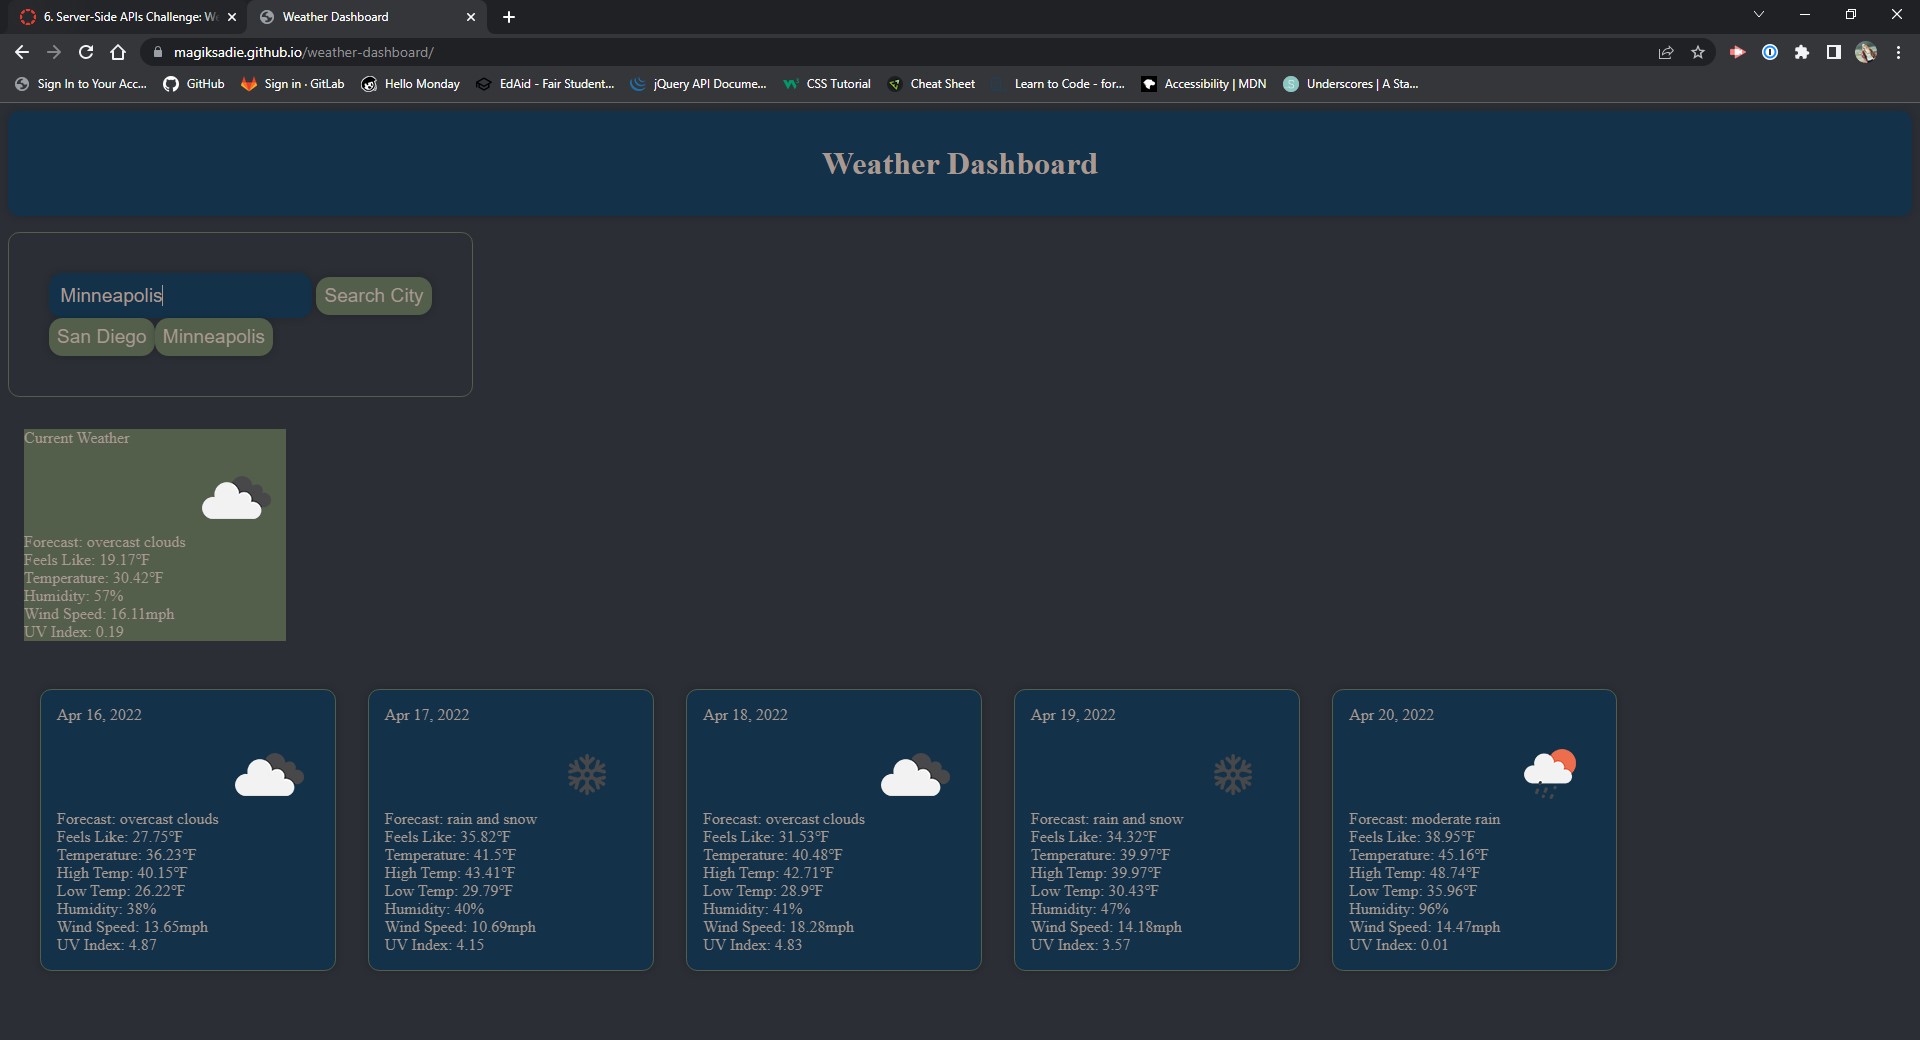 6. Server-Side APIs Challenge: W
Weather Dashboard
magiksadie.github.io/weather-dashboard/
Sign In to Your Acc...
GitHub
Sign in · GitLab
Hello Monday
EdAid - Fair Student...
jQuery API Docume...
CSS Tutorial
Cheat Sheet
Learn to Code - for...
Accessibility | MDN
Underscores | A Sta...
Weather Dashboard
Minneapolis
Search City
San Diego
Minneapolis
Current Weather
Forecast: overcast clouds
Feels Like: 19.17°F
Temperature: 30.42°F
Humidity: 57%
Wind Speed: 16.11mph
UV Index: 0.19
Apr 16, 2022
Forecast: overcast clouds
Feels Like: 27.75°F
Temperature: 36.23°F
High Temp: 40.15°F
Low Temp: 26.22°F
Humidity: 38%
Wind Speed: 13.65mph
UV Index: 4.87
Apr 17, 2022
Forecast: rain and snow
Feels Like: 35.82°F
Temperature: 41.5°F
High Temp: 43.41°F
Low Temp: 29.79°F
Humidity: 40%
Wind Speed: 10.69mph
UV Index: 4.15
Apr 18, 2022
Forecast: overcast clouds
Feels Like: 31.53°F
Temperature: 40.48°F
High Temp: 42.71°F
Low Temp: 28.9°F
Humidity: 41%
Wind Speed: 18.28mph
UV Index: 4.83
Apr 19, 2022
Forecast: rain and snow
Feels Like: 34.32°F
Temperature: 39.97°F
High Temp: 39.97°F
Low Temp: 30.43°F
Humidity: 47%
Wind Speed: 14.18mph
UV Index: 3.57
Apr 20, 2022
Forecast: moderate rain
Feels Like: 38.95°F
Temperature: 45.16°F
High Temp: 48.74°F
Low Temp: 35.96°F
Humidity: 96%
Wind Speed: 14.47mph
UV Index: 0.01